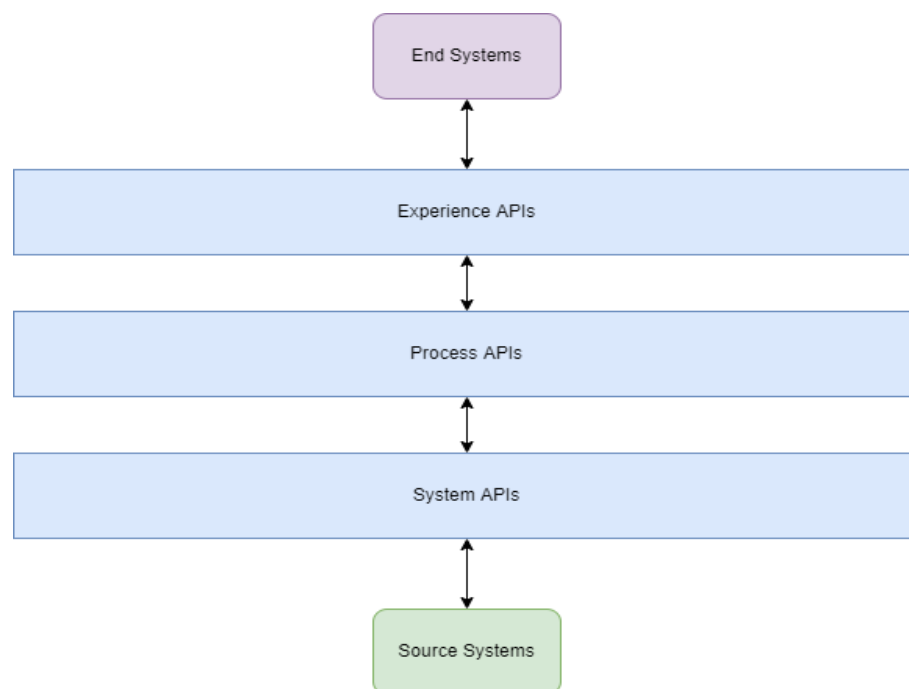 End Systems
Experience APIs
Process APIs
System APIs
Source Systems